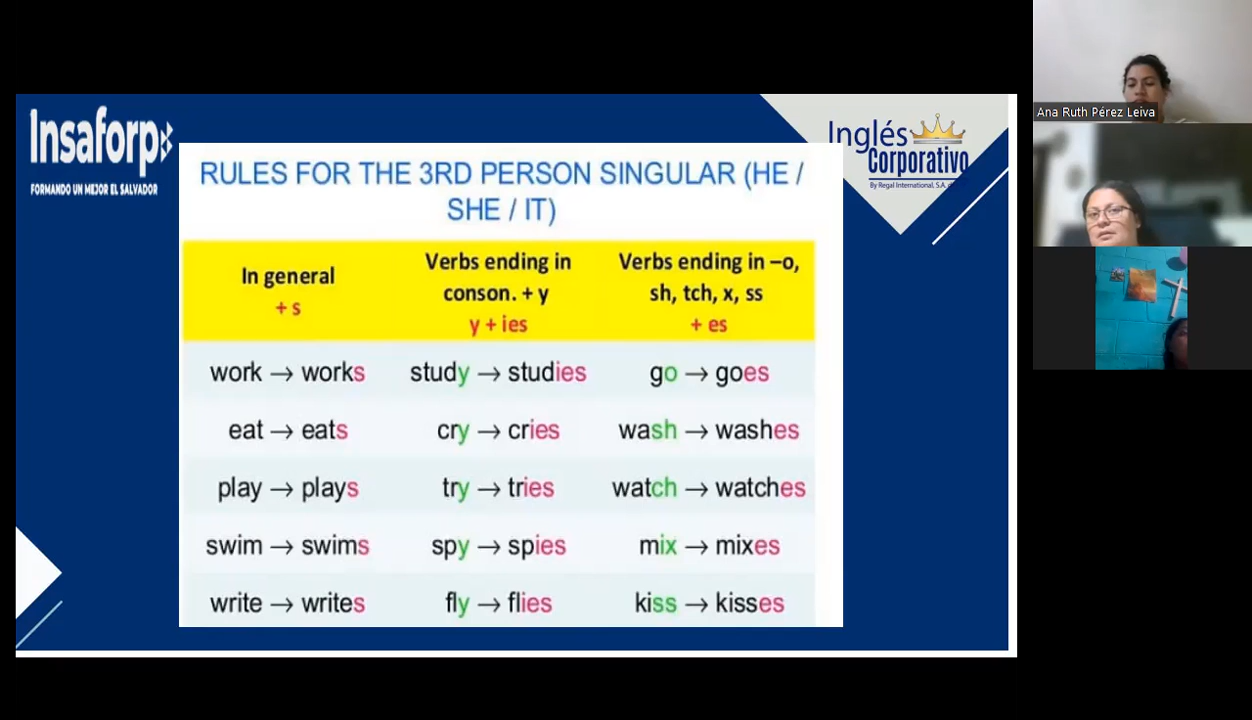 Insaforp
FORMANDO UN MEJOR EL SALVADOR
Inglés
Corporativo
By Regal International, S.A. d
RULES FOR THE 3RD PERSON SINGULAR (HE /
SHE / IT)
In general
+ s
Verbs ending in
conson. + y
y + ies
Verbs ending in –o,
sh, tch, x, ss
+ es
work → works study → studies go → goes
eat → eats cry → cries wash → washes
play → plays try → tries watch → watches
swim → swims spy → spies mix → mixes
write → writes fly → flies kiss → kisses
Ana Ruth Pérez Leiva